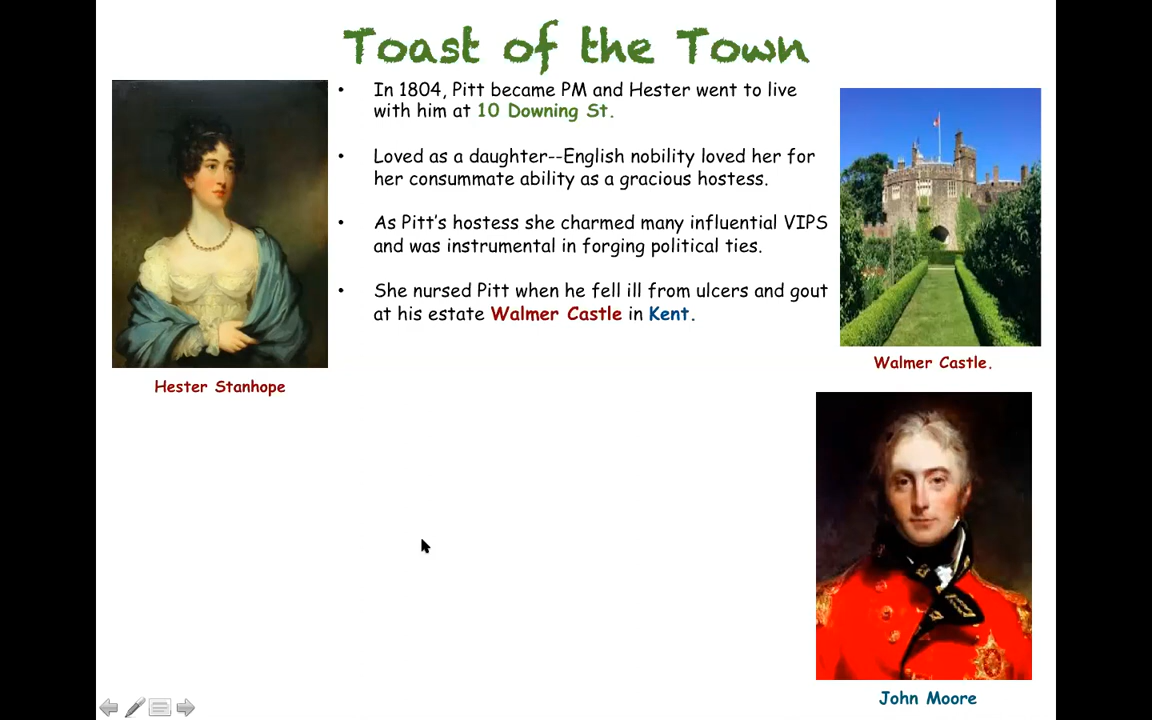 Toast of the Town
• In 1804, Pitt became PM and Hester went to live
with him at 10 Downing St.
• Loved as a daughter--English nobility loved her for
her consummate ability as a gracious hostess.
• As Pitt's hostess she charmed many influential VIPS
and was instrumental in forging political ties.
• She nursed Pitt when he fell ill from ulcers and gout
at his estate Walmer Castle in Kent.
Hester Stanhope
Walmer Castle.
John Moore